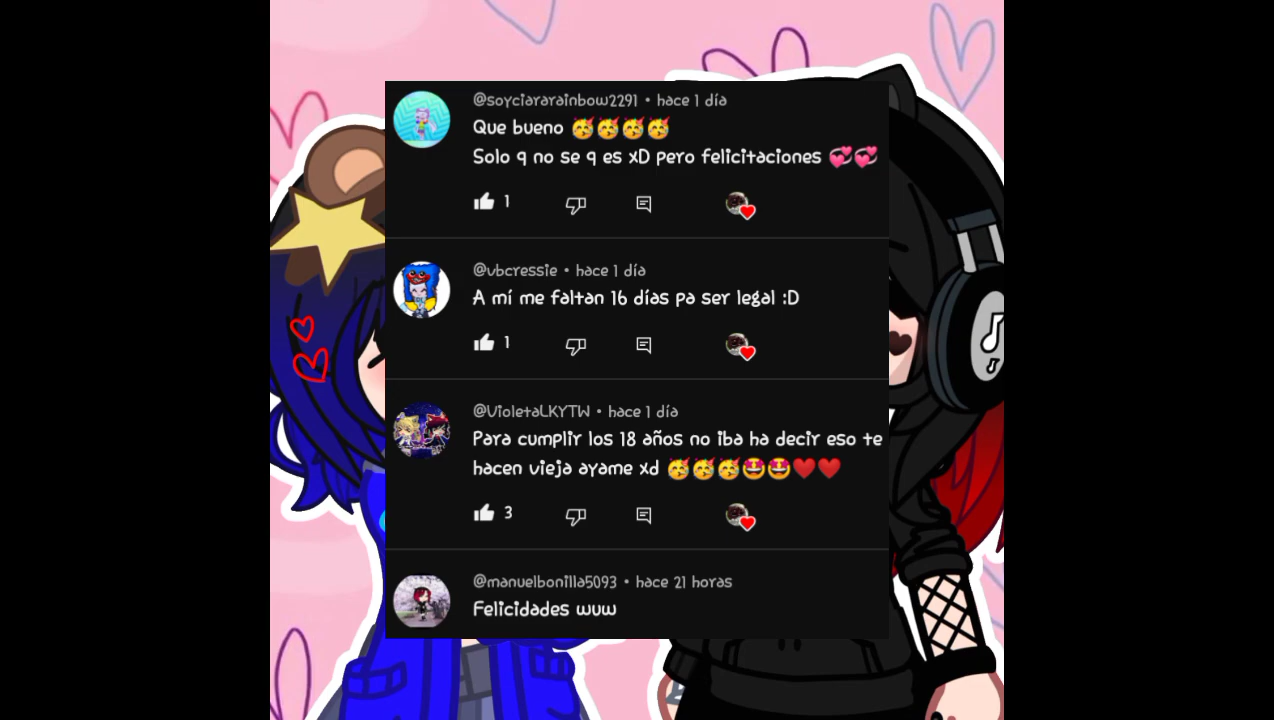 @soyciararainbow2291 • hace 1 día
Que bueno 🥳🥳🥳🥳
Solo q no se q es xD pero felicitaciones 💞💞
1
@vbcressie • hace 1 día
A mí me faltan 16 días pa ser legal :D
1
@VioletaLKYTW • hace 1 día
Para cumplir los 18 años no iba ha decir eso te
hacen vieja ayame xd 🥳🥳🥳🤩🤩❤️❤️
3
@manuelbonilla5093 • hace 21 horas
Felicidades wuw